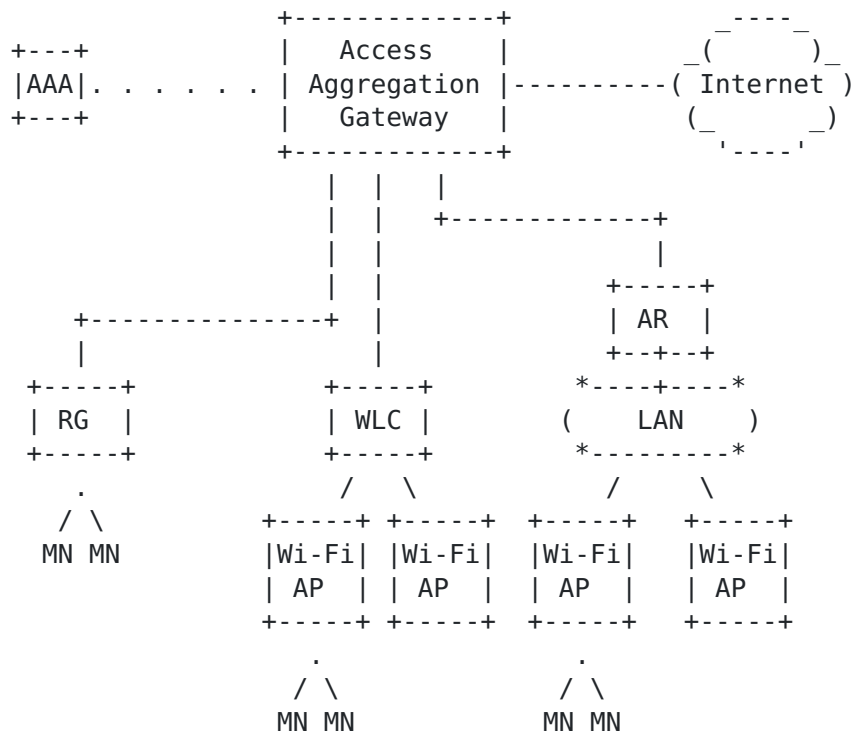 Access
AAA Aggregation Internet
Gateway
AR
RG WLC LAN
MN MN Wi-Fi Wi-Fi Wi-Fi Wi-Fi
AP AP AP AP
MN MN MN MN